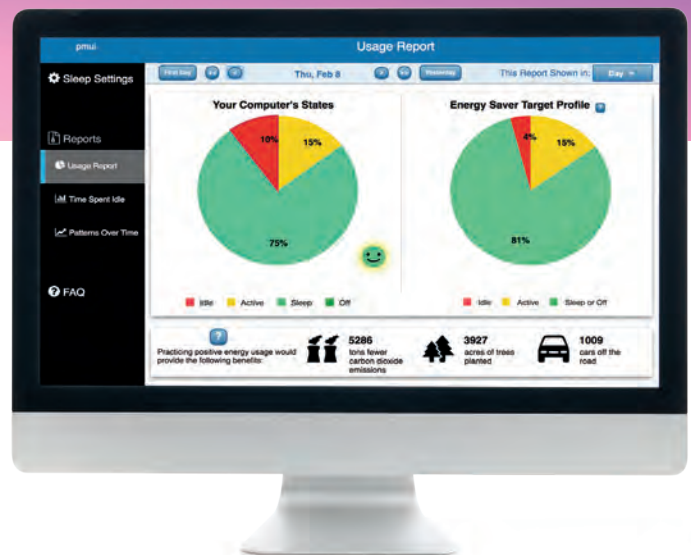 pmui
Usage Report
Sleep Settings
Reports
Usage Report
Time Spent Idle
Patterns Over Time
FAQ
First Day
<<
<
Thu, Feb 8
>
>>
Yesterday
This Report Shown in:
Day
Your Computer's States
10%
15%
75%
Idle
Active
Sleep
Off
Energy Saver Target Profile
?
4%
15%
81%
Idle
Active
Sleep or Off
?
Practicing positive energy usage would
provide the following benefits:
5286
tons fewer
carbon dioxide
emissions
3927
acres of trees
planted
1009
cars off the
road